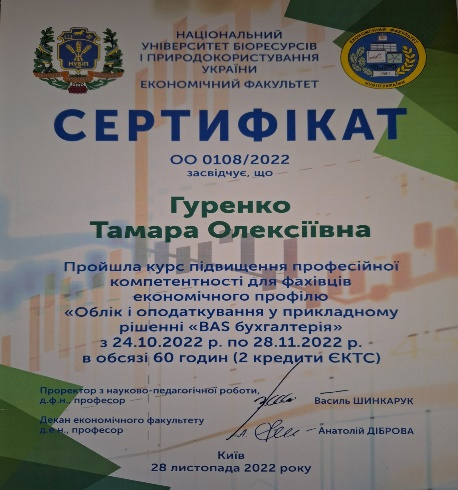 НАЦІОНАЛЬНИЙ
УНІВЕРСИТЕТ БІОРЕСУРСІВ
І ПРИРОДОКОРИСТУВАННЯ
УКРАЇНИ
ЕКОНОМІЧНИЙ ФАКУЛЬТЕТ
НУБІП
СЕРТИФІКАТ
ОО 0108/2022
засвідчує, що
Гуренко
Тамара Олексіївна
Пройшла курс підвищення професійної
компетентності для фахівців
економічного профілю
«Облік і оподаткування у прикладному
рішенні «BAS бухгалтерія»
з 24.10.2022 р. по 28.11.2022 р.
в обсязі 60 годин (2 кредити ЄКТС)
Проректор з науково-педагогічної роботи,
д.ф.н., професор
Василь ШИНКАРУК
Декан економічного факультету
д.е.н., професор
Анатолій ДІБРОВА
Київ
28 листопада 2022 року